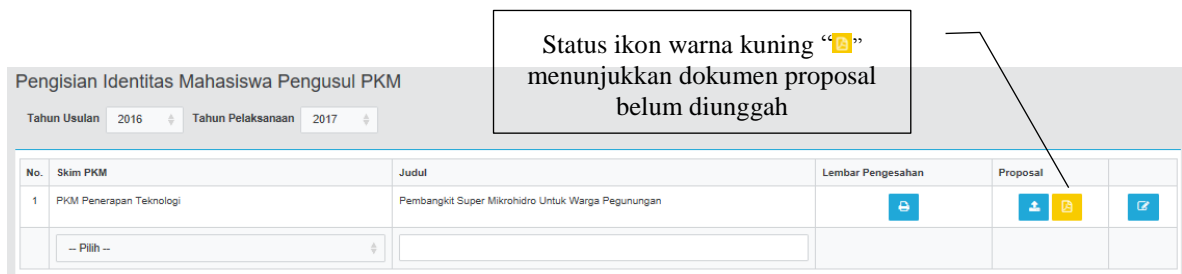 Status ikon warna kuning “”
menunjukkan dokumen proposal
belum diunggah
Pengisian Identitas Mahasiswa Pengusul PKM
Tahun Usulan 2016 Tahun Pelaksanaan 2017
No. Skim PKM Judul Lembar Pengesahan Proposal
1 PKM Penerapan Teknologi Pembangkit Super Mikrohidro Untuk Warga Pegunungan
-- Pilih --